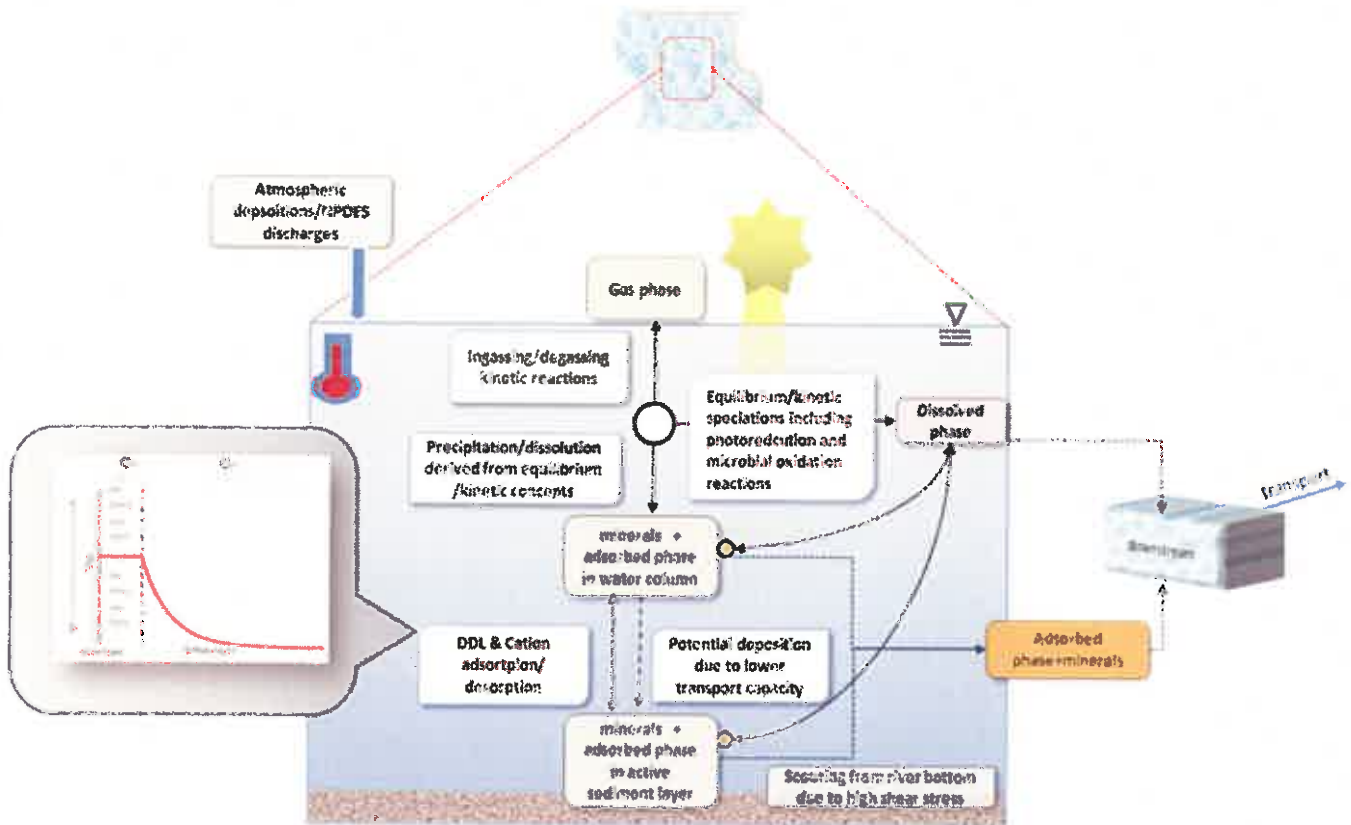 Atmospheric
depsoitions/NPDES
discharges
Gas phase
Ingassing/degassing
kinetic reactions
Equilibrium/kinetic
speciations including
photoredcution and
microbial oxidation
reactions
Dissolved
phase
Precipitation/dissolution
derived from equilibrium
/kinetic concepts
Transport
minerals +
adsorbed phase
in water column
Downstream
DDL & Cation
adsortpion/
desorption
Potential deposition
due to lower
transport capacity
Adsorbed
phase+minerals
minerals +
adsorbed phase
in active
sediment layer
Scouring from river bottom
due to high shear stress